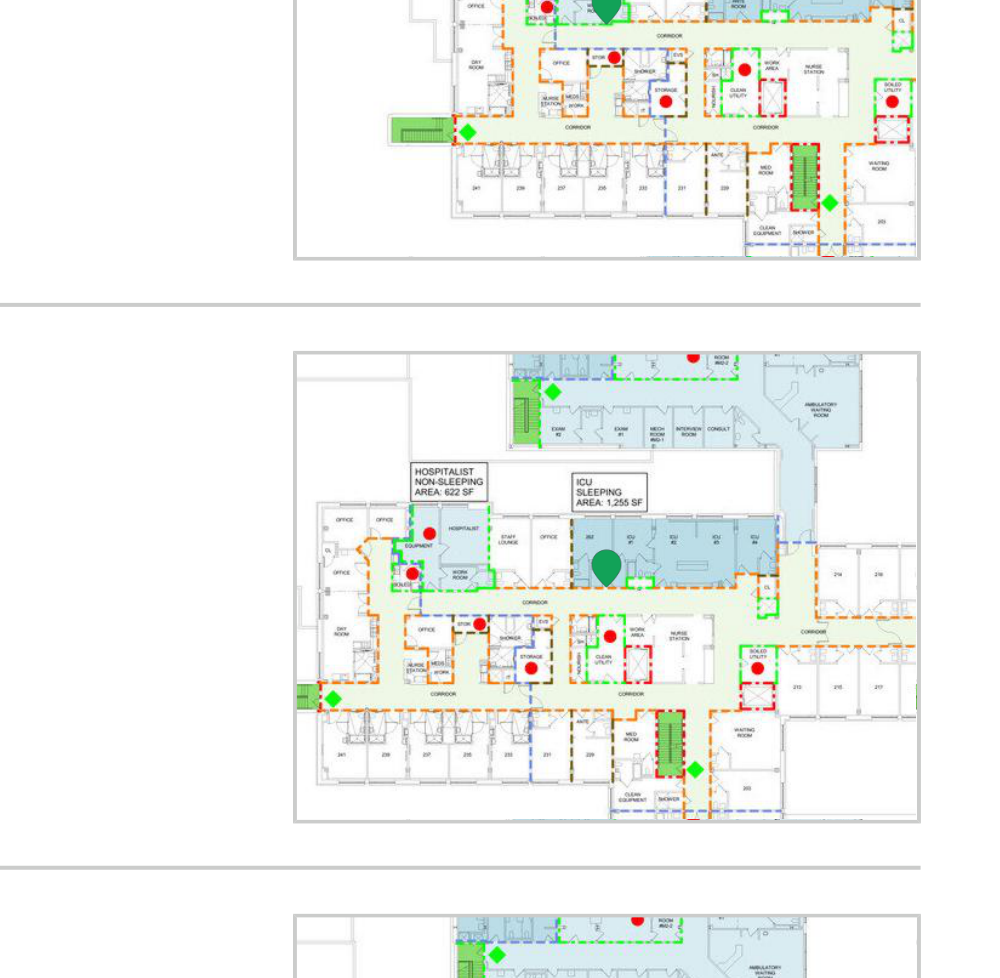 OFFICE
CORRIDOR
DAY
ROOM
OFFICE
STOR
SHOWER
EVS
WORK
AREA
NURSE
STATION
SOILED
UTILITY
CLEAN
UTILITY
STORAGE
NOURISH
NURSE
STATION
MEDS
WORK
CORRIDOR
CORRIDOR
ANTE
MED
ROOM
WAITING
ROOM
241
239
237
235
233
231
229
203
CLEAN
EQUIPMENT
SHOWER
ROOM
#M2-2
AMBULATORY
WAITING
ROOM
EXAM
#2
EXAM
#1
MECH
ROOM
#M2-1
INTERVIEW
ROOM
CONSULT
HOSPITALIST
NON-SLEEPING
AREA: 622 SF
ICU
SLEEPING
AREA: 1,255 SF
OFFICE
OFFICE
EQUIPMENT
HOSPITALIST
STAFF
LOUNGE
OFFICE
ICU
#1
ICU
#2
ICU
#3
ICU
#4
OFFICE
WORK
ROOM
CL
214
216
CORRIDOR
DAY
ROOM
OFFICE
STOR
SHOWER
EVS
WORK
AREA
NURSE
STATION
CORRIDOR
CLEAN
UTILITY
SOILED
UTILITY
STORAGE
NOURISH
NURSE
STATION
MEDS
WORK
213
215
217
CORRIDOR
CORRIDOR
ANTE
MED
ROOM
WAITING
ROOM
241
239
237
235
233
231
229
203
CLEAN
EQUIPMENT
SHOWER
ROOM
#M2-2
AMBULATORY
WAITING
ROOM